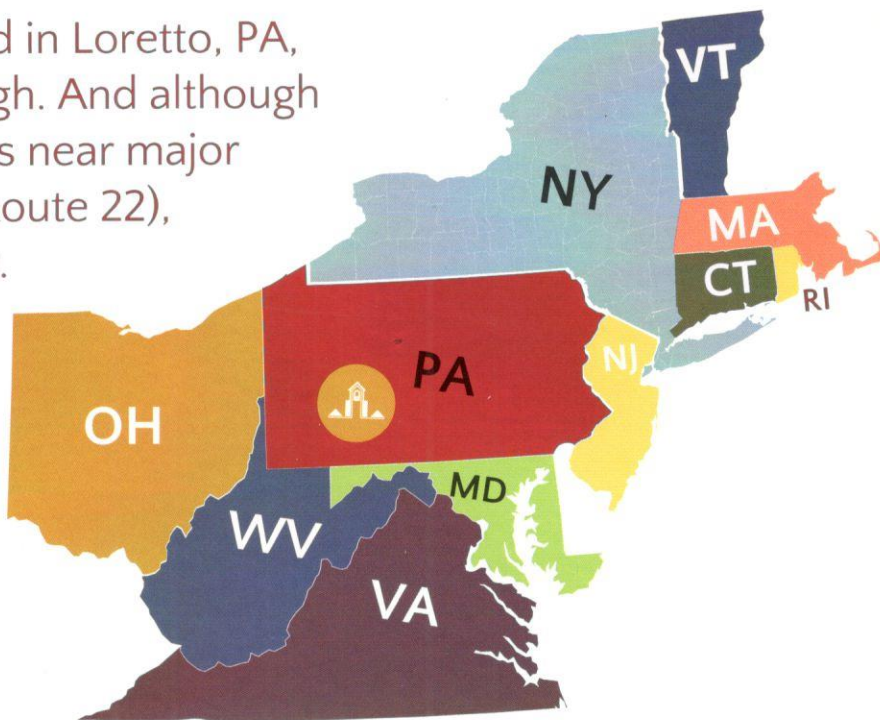 d in Loretto, PA,
gh. And although
s near major
oute 22),
.
VT
NY
MA
CT
RI
PA
NJ
OH
MD
WV
VA